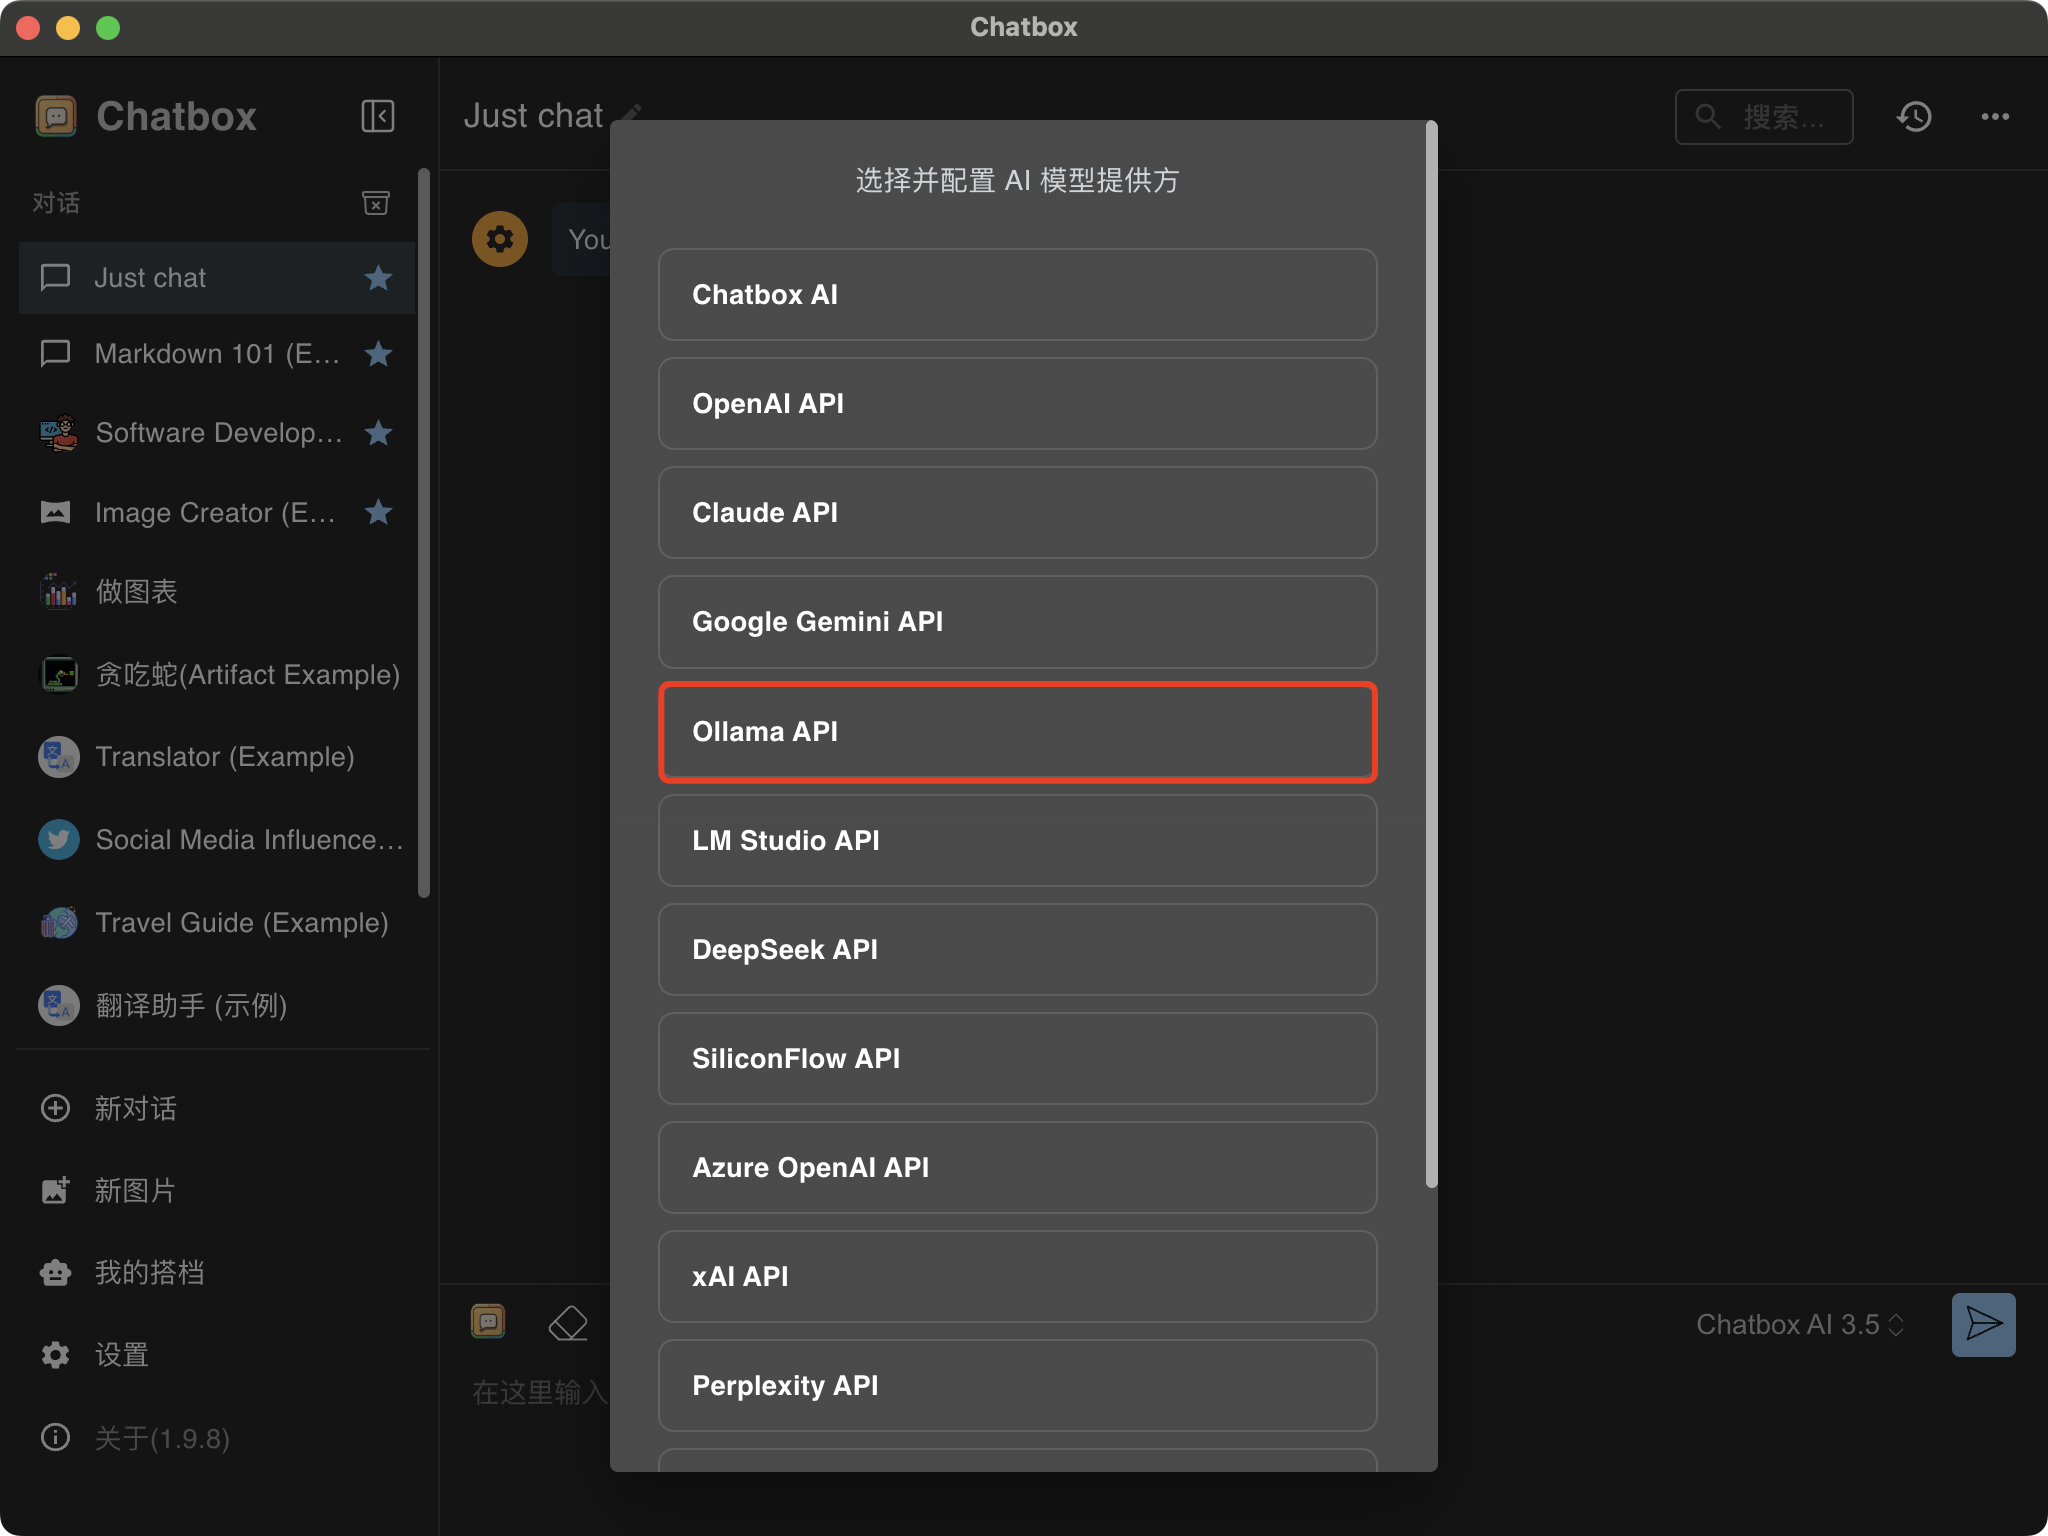 Chatbox
Chatbox
对话
Just chat
Markdown 101 (E...
Software Develop...
Image Creator (E...
做图表
贪吃蛇(Artifact Example)
Translator (Example)
Social Media Influence...
Travel Guide (Example)
翻译助手 (示例)
新对话
新图片
我的搭档
设置
关于(1.9.8)
Just chat
搜索...
You
选择并配置 AI 模型提供方
Chatbox AI
OpenAI API
Claude API
Google Gemini API
Ollama API
LM Studio API
DeepSeek API
SiliconFlow API
Azure OpenAI API
xAI API
Perplexity API
Chatbox AI 3.5
在这里输入